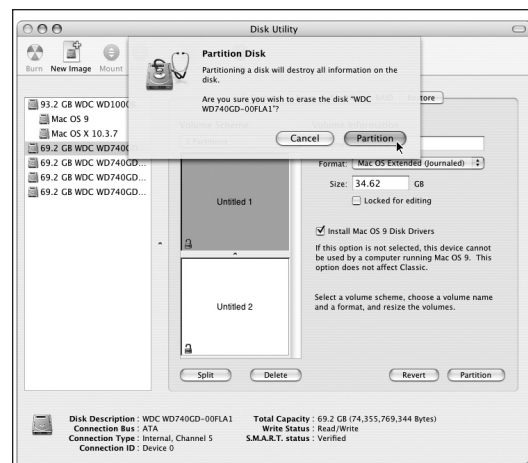 Disk Utility
Burn New Image Mount
Partition Disk
Partitioning a disk will destroy all information on the
disk.
Are you sure you wish to erase the disk "WDC
WD740GD-00FLA1"?
Cancel Partition
93.2 GB WDC
Mac OS 9
Mac OS X 10.3.7
69.2 GB WDC
69.2 GB WDC WD740GD...
69.2 GB WDC WD740GD...
69.2 GB WDC WD740GD...
Volume Scheme
Format: Mac OS Extended (Journaled)
Size: 34.62 GB
Locked for editing
Untitled 1
Install Mac OS 9 Disk Drivers
If this option is not selected, this device cannot
be used by a computer running Mac OS 9. This
option does not affect Classic.
Untitled 2
Select a volume scheme, choose a volume name
and a format, and resize the volumes.
Split Delete Revert Partition
Disk Description : WDC WD740GD-00FLA1
Connection Bus : ATA
Connection Type : Internal, Channel 5
Connection ID : Device 0
Total Capacity : 69.2 GB (74,355,769,344 Bytes)
Write Status : Read/Write
S.M.A.R.T. status : Verified